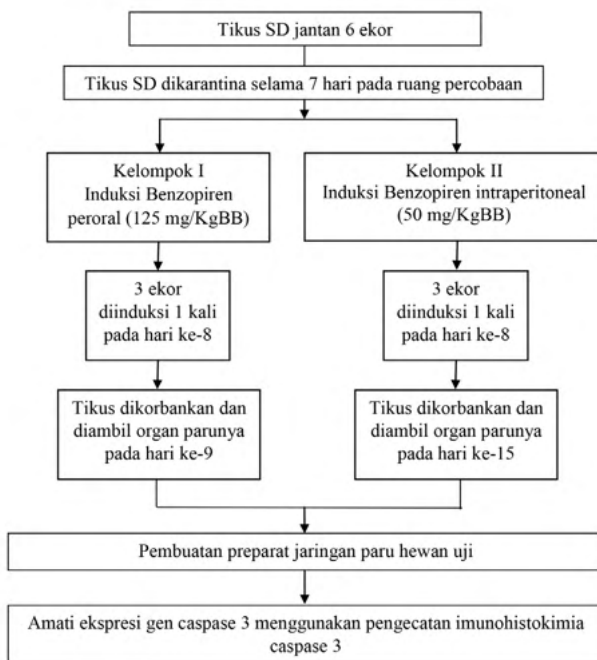 Tikus SD jantan 6 ekor
Tikus SD dikarantina selama 7 hari pada ruang percobaan
Kelompok I
Induksi Benzopiren
peroral (125 mg/KgBB)
Kelompok II
Induksi Benzopiren intraperitoneal
(50 mg/KgBB)
3 ekor
diinduksi 1 kali
pada hari ke-8
3 ekor
diinduksi 1 kali
pada hari ke-8
Tikus dikorbankan dan
diambil organ parunya
pada hari ke-9
Tikus dikorbankan dan
diambil organ parunya
pada hari ke-15
Pembuatan preparat jaringan paru hewan uji
Amati ekspresi gen caspase 3 menggunakan pengecatan imunohistokimia
caspase 3